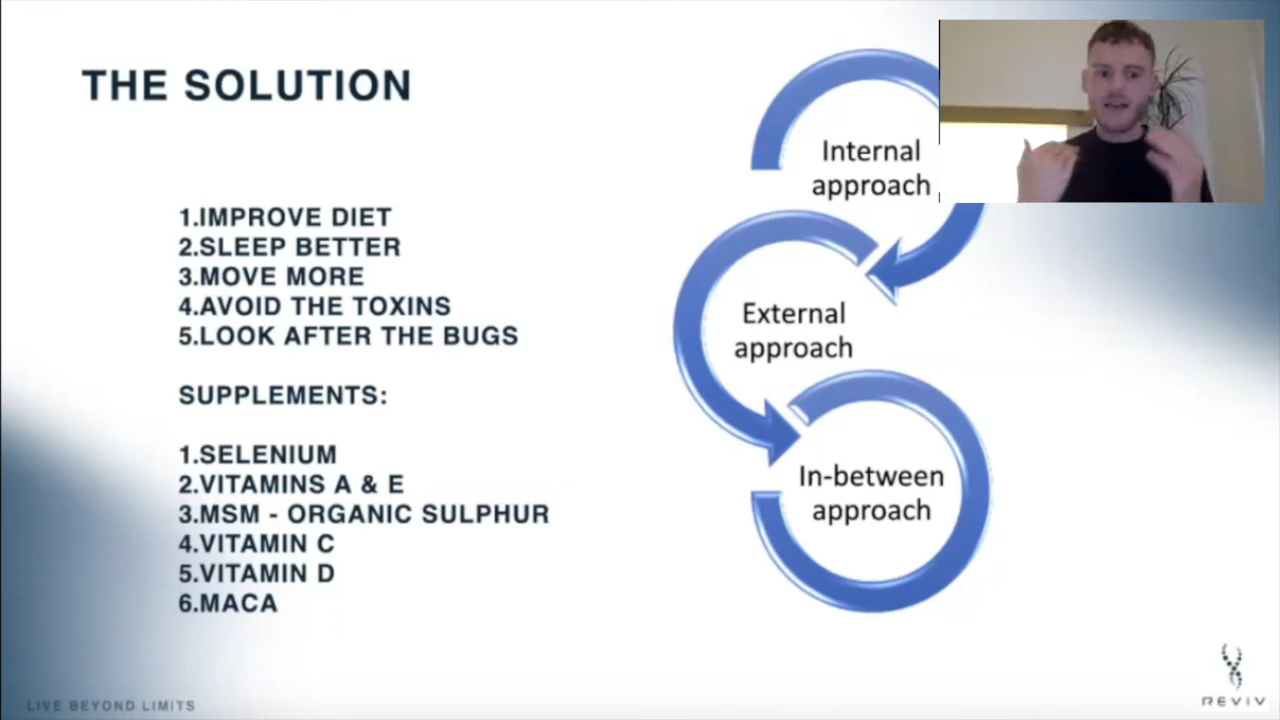 THE SOLUTION
1.IMPROVE DIET
2.SLEEP BETTER
3.MOVE MORE
4.AVOID THE TOXINS
5.LOOK AFTER THE BUGS
SUPPLEMENTS:
1.SELENIUM
2.VITAMINS A & E
3.MSM - ORGANIC SULPHUR
4.VITAMIN C
5.VITAMIN D
6.MACA
Internal
approach
External
approach
In-between
approach
LIVE BEYOND LIMITS
REVIV